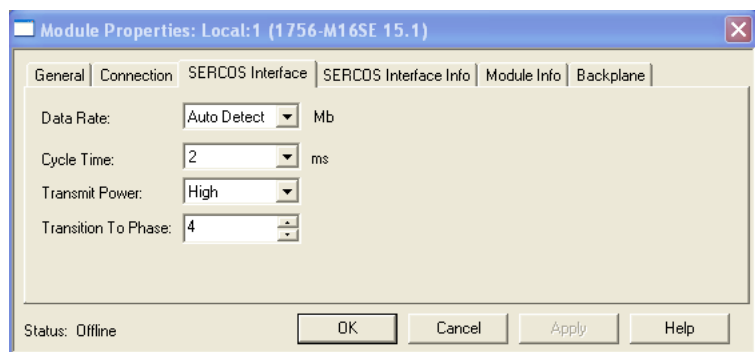 Module Properties: Local:1 (1756-M16SE 15.1)
General Connection SERCOS Interface SERCOS Interface Info Module Info Backplane
Data Rate: Auto Detect Mb
Cycle Time: 2 ms
Transmit Power: High
Transition To Phase: 4
Status: Offline OK Cancel Apply Help